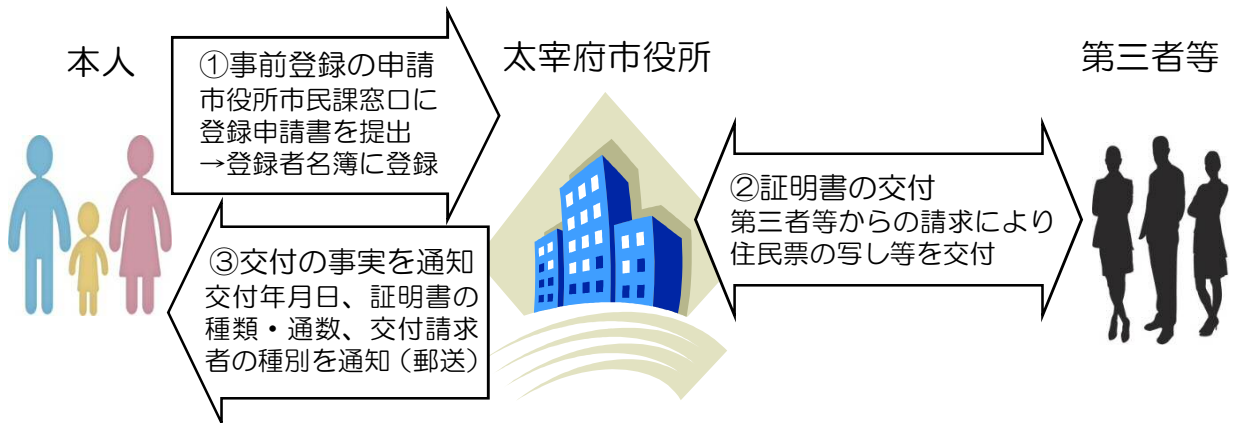 本人
①事前登録の申請
市役所市民課窓口に
登録申請書を提出
→登録者名簿に登録
太宰府市役所
第三者等
②証明書の交付
第三者等からの請求により
住民票の写し等を交付
③交付の事実を通知
交付年月日、証明書の
種類・通数、交付請求
者の種別を通知（郵送）